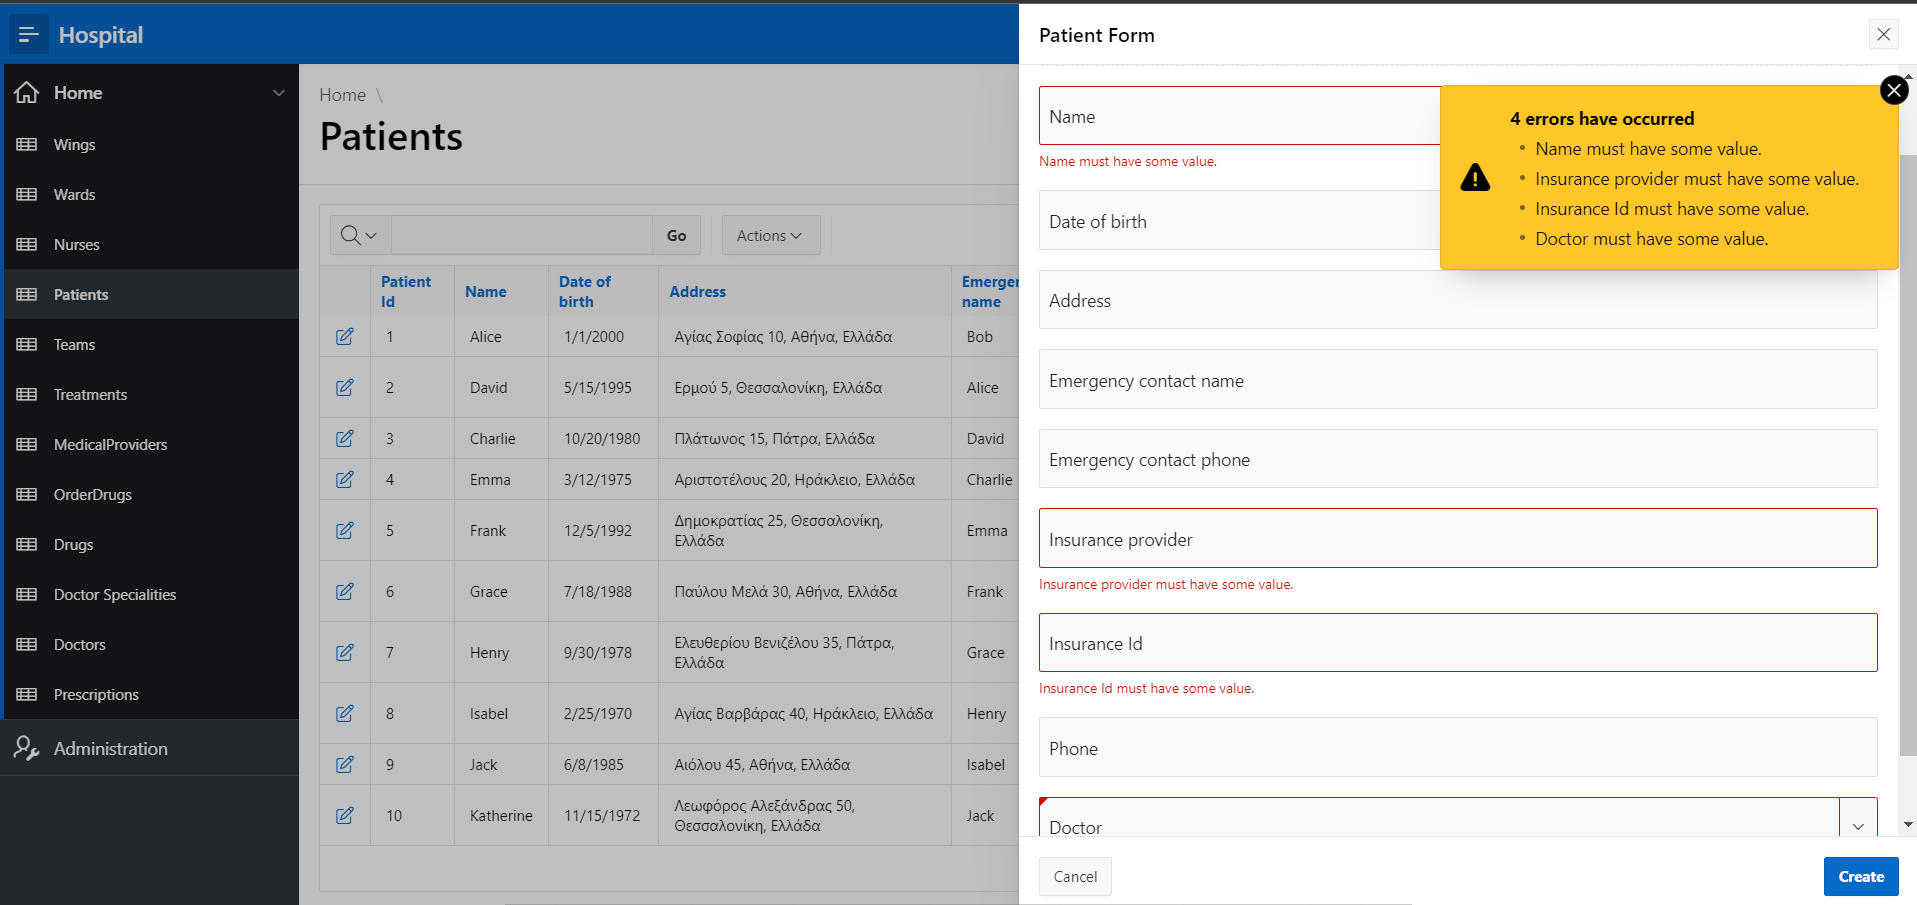 Hospital
Home
Wings
Wards
Nurses
Patients
Teams
Treatments
MedicalProviders
OrderDrugs
Drugs
Doctor Specialities
Doctors
Prescriptions
Administration
Home \
Patients
Go
Actions
Patient Id Name Date of birth Address Emerger name
1 Alice 1/1/2000 Αγίας Σοφίας 10, Αθήνα, Ελλάδα Bob
2 David 5/15/1995 Ερμού 5, Θεσσαλονίκη, Ελλάδα Alice
3 Charlie 10/20/1980 Πλάτωνος 15, Πάτρα, Ελλάδα David
4 Emma 3/12/1975 Αριστοτέλους 20, Ηράκλειο, Ελλάδα Charlie
5 Frank 12/5/1992 Δημοκρατίας 25, Θεσσαλονίκη, Ελλάδα Emma
6 Grace 7/18/1988 Παύλου Μελά 30, Αθήνα, Ελλάδα Frank
7 Henry 9/30/1978 Ελευθερίου Βενιζέλου 35, Πάτρα, Ελλάδα Grace
8 Isabel 2/25/1970 Αγίας Βαρβάρας 40, Ηράκλειο, Ελλάδα Henry
9 Jack 6/8/1985 Αιόλου 45, Αθήνα, Ελλάδα Isabel
10 Katherine 11/15/1972 Λεωφόρος Αλεξάνδρας 50, Θεσσαλονίκη, Ελλάδα Jack
Patient Form
Name
Name must have some value.
4 errors have occurred
• Name must have some value.
• Insurance provider must have some value.
• Insurance Id must have some value.
• Doctor must have some value.
Date of birth
Address
Emergency contact name
Emergency contact phone
Insurance provider
Insurance provider must have some value.
Insurance Id
Insurance Id must have some value.
Phone
Doctor
Cancel
Create